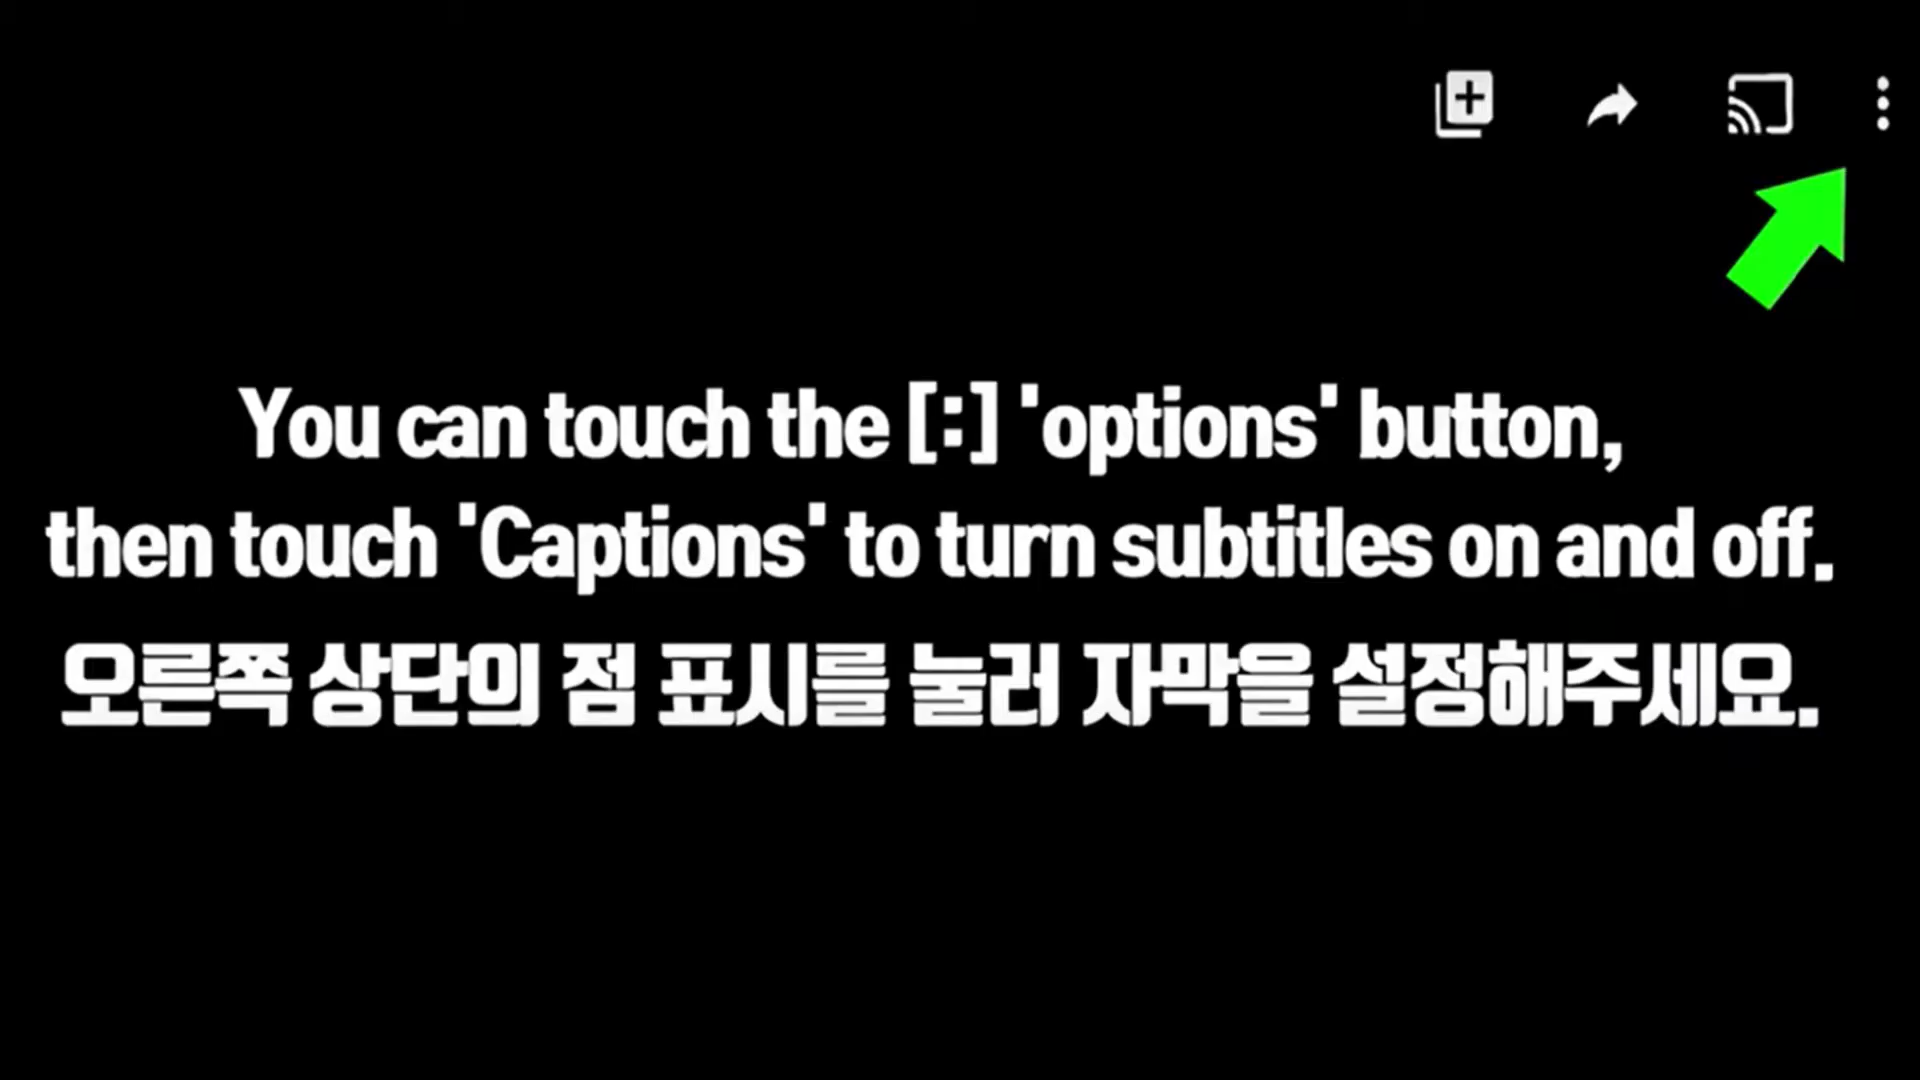 You can touch the [:] 'options' button,
then touch 'Captions' to turn subtitles on and off.
오른쪽 상단의 점 표시를 눌러 자막을 설정해주세요.